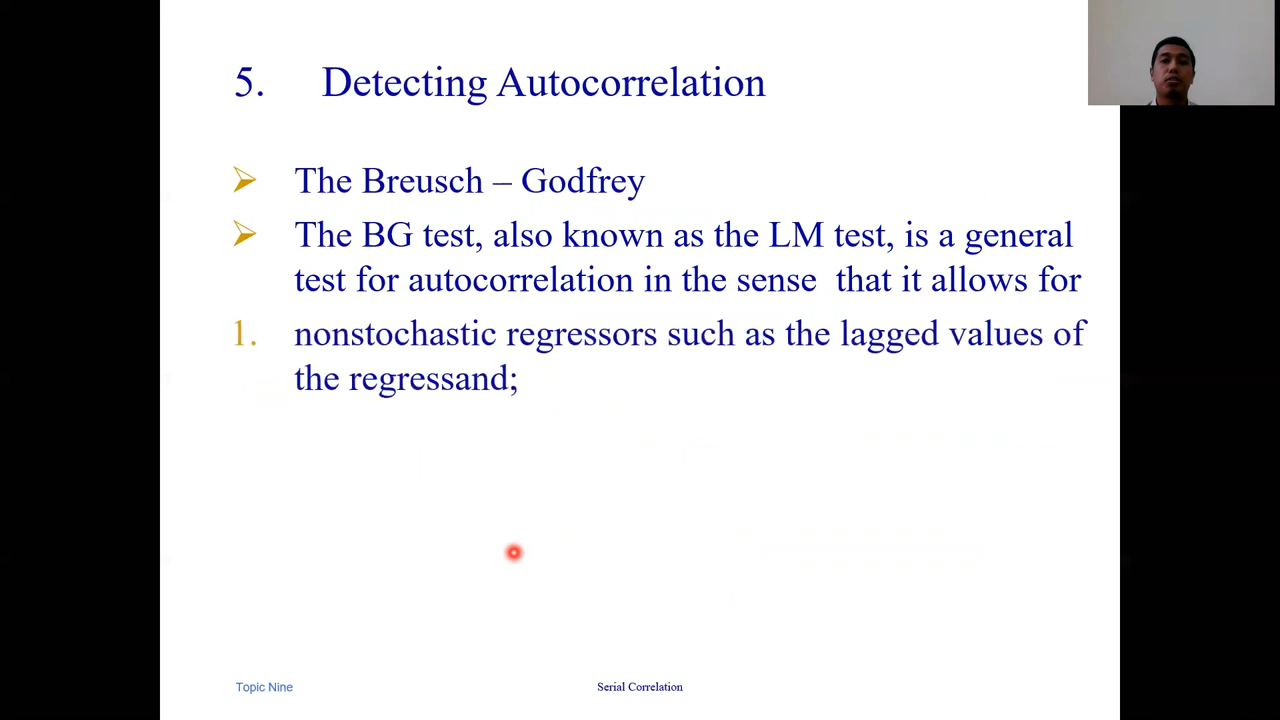 5. Detecting Autocorrelation
The Breusch – Godfrey
The BG test, also known as the LM test, is a general
test for autocorrelation in the sense that it allows for
1. nonstochastic regressors such as the lagged values of
the regressand;
Topic Nine
Serial Correlation